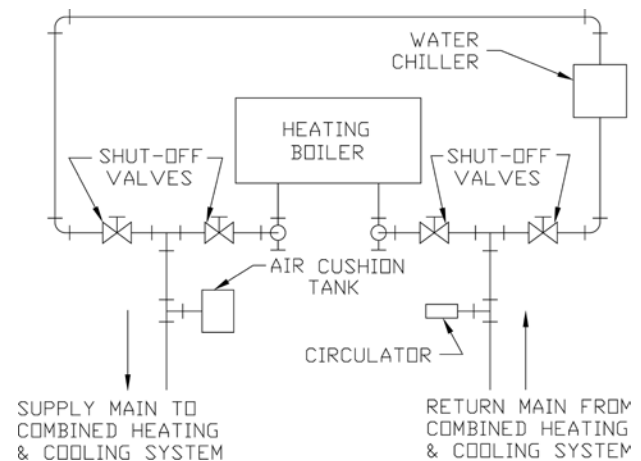 WATER
CHILLER
HEATING
BOILER
SHUT-OFF
VALVES
SHUT-OFF
VALVES
AIR CUSHION
TANK
CIRCULATOR
SUPPLY MAIN TO
COMBINED HEATING
& COOLING SYSTEM
RETURN MAIN FROM
COMBINED HEATING
& COOLING SYSTEM